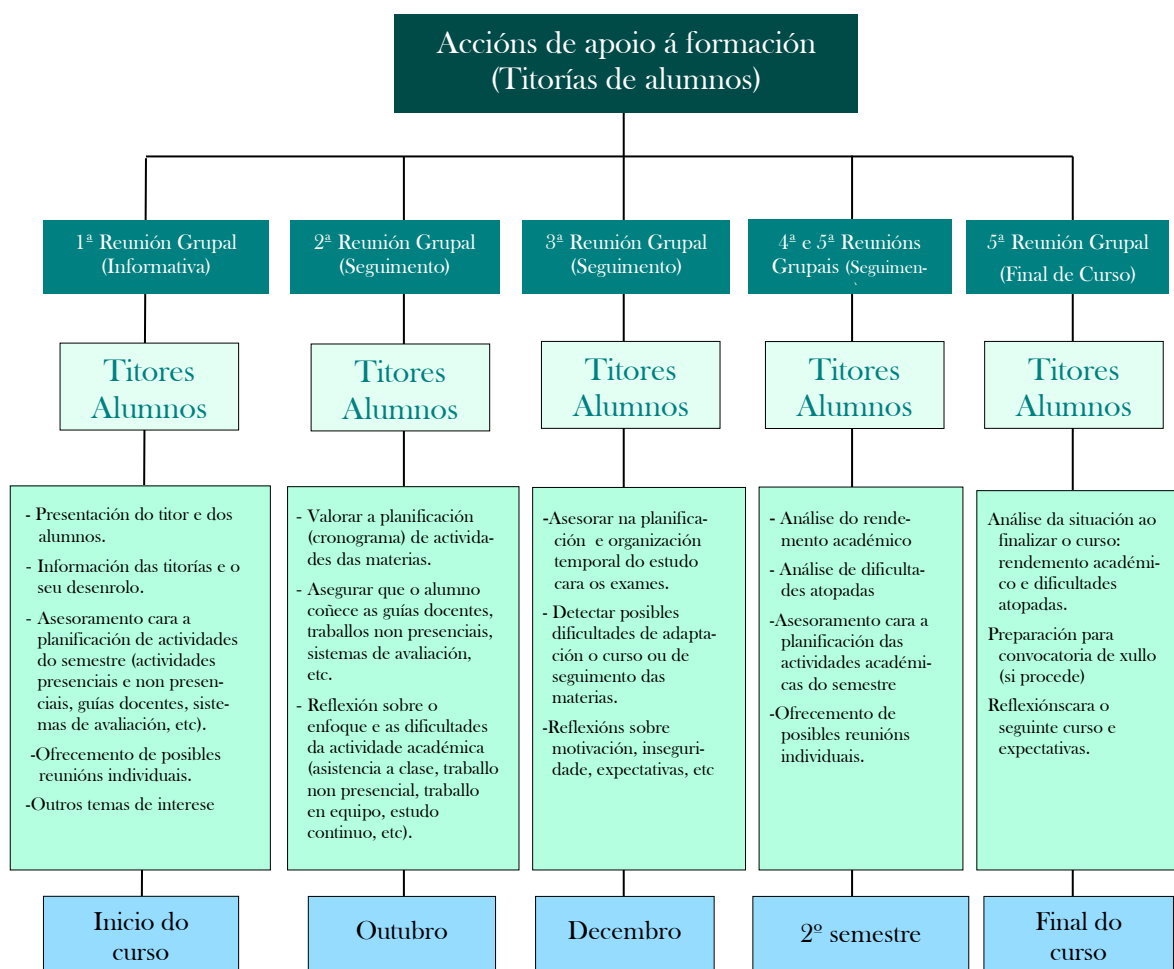 Accións de apoio á formación
(Titorías de alumnos)
1ª Reunión Grupal
(Informativa)
2ª Reunión Grupal
(Seguimento)
3ª Reunión Grupal
(Seguimento)
4ª e 5ª Reunións
Grupais (Seguimen-
5ª Reunión Grupal
(Final de Curso)
Titores
Alumnos
Titores
Alumnos
Titores
Alumnos
Titores
Alumnos
Titores
Alumnos
- Presentación do titor e dos
alumnos.
- Información das titorías e o
seu desenrolo.
- Asesoramento cara a
planificación de actividades
do semestre (actividades
presenciais e non presen-
ciais, guías docentes, siste-
mas de avaliación, etc).
-Ofrecemento de posibles
reunións individuais.
-Outros temas de interese
- Valorar a planificación
(cronograma) de activida-
des das materias.
- Asegurar que o alumno
coñece as guías docentes,
traballos non presenciais,
sistemas de avaliación,
etc.
- Reflexión sobre o
enfoque e as dificultades
da actividade académica
(asistencia a clase, traballo
non presencial, traballo
en equipo, estudo
continuo, etc).
-Asesorar na planifica-
ción e organización
temporal do estudo
cara os exames.
- Detectar posibles
dificultades de adapta-
ción o curso ou de
seguimento das
materias.
-Reflexións sobre
motivación, inseguri-
dade, expectativas, etc
- Análise do rende-
mento académico
- Análise de dificulta-
des atopadas
-Asesoramento cara a
planificación das
actividades académi-
cas do semestre
-Ofrecemento de
posibles reunións
individuais.
Análise da situación ao
finalizar o curso:
rendemento académi-
co e dificultades
atopadas.
Preparación para
convocatoria de xullo
(si procede)
Reflexiónscara o
seguinte curso e
expectativas.
Inicio do
curso
Outubro
Decembro
2º semestre
Final do
curso